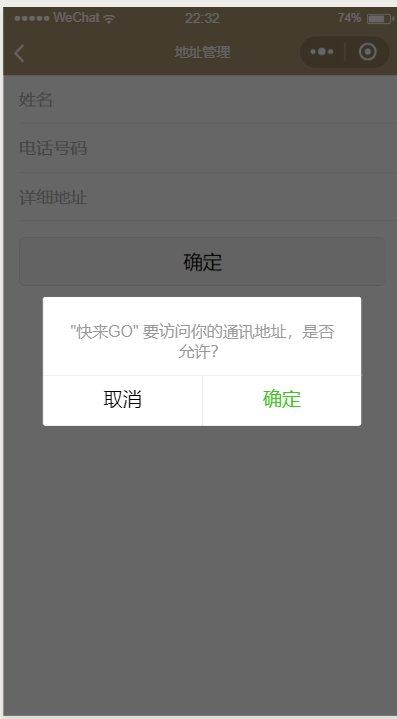 WeChat 22:32 74%
地址管理
姓名
电话号码
详细地址
确定
"快来GO" 要访问你的通讯地址，是否
允许？
取消 确定